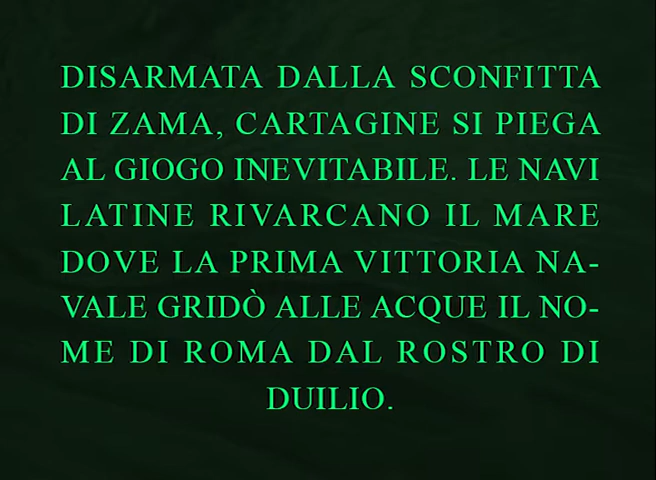 DISARMATA DALLA SCONFITTA
DI ZAMA, CARTAGINE SI PIEGA
AL GIOGO INEVITABILE. LE NAVI
LATINE RIVARCANO IL MARE
DOVE LA PRIMA VITTORIA NA-
VALE GRIDÒ ALLE ACQUE IL NO-
ME DI ROMA DAL ROSTRO DI
DUILIO.